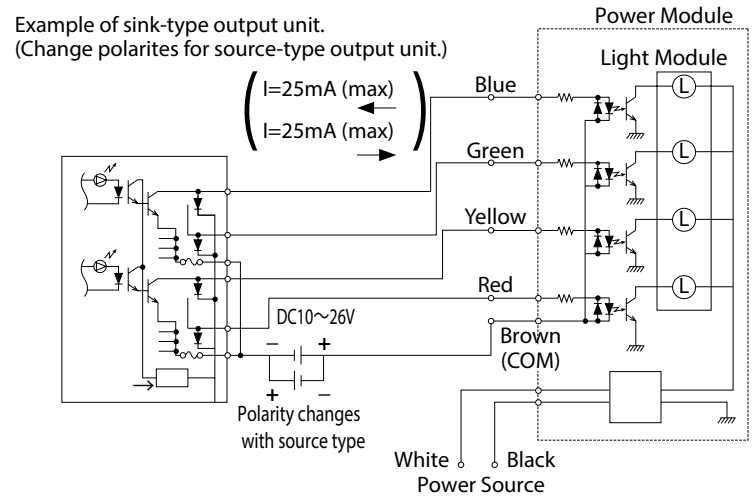 Example of sink-type output unit.
(Change polarites for source-type output unit.)
Power Module
Light Module
I=25mA (max)
I=25mA (max)
Blue
Green
Yellow
Red
Brown
(COM)
L
L
L
L
DC10～26V
− +
+ −
Polarity changes
with source type
White
Black
Power Source